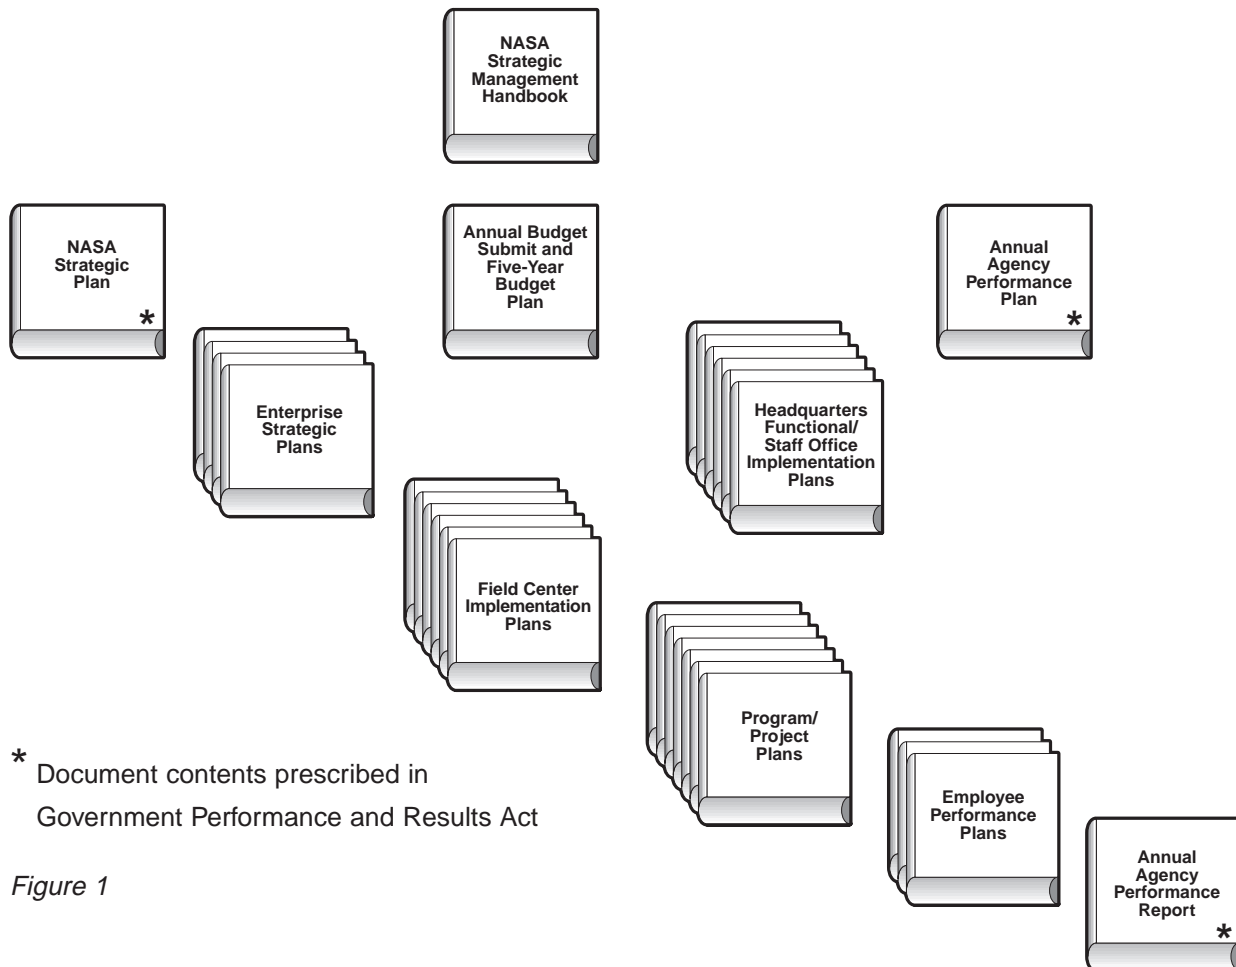 NASA
Strategic
Management
Handbook
NASA
Strategic
Plan
*
Annual Budget
Submit and
Five-Year
Budget
Plan
Annual
Agency
Performance
Plan
*
Enterprise
Strategic
Plans
Headquarters
Functional/
Staff Office
Implementation
Plans
Field Center
Implementation
Plans
Program/
Project
Plans
Employee
Performance
Plans
Annual
Agency
Performance
Report
*
* Document contents prescribed in
Government Performance and Results Act
Figure 1